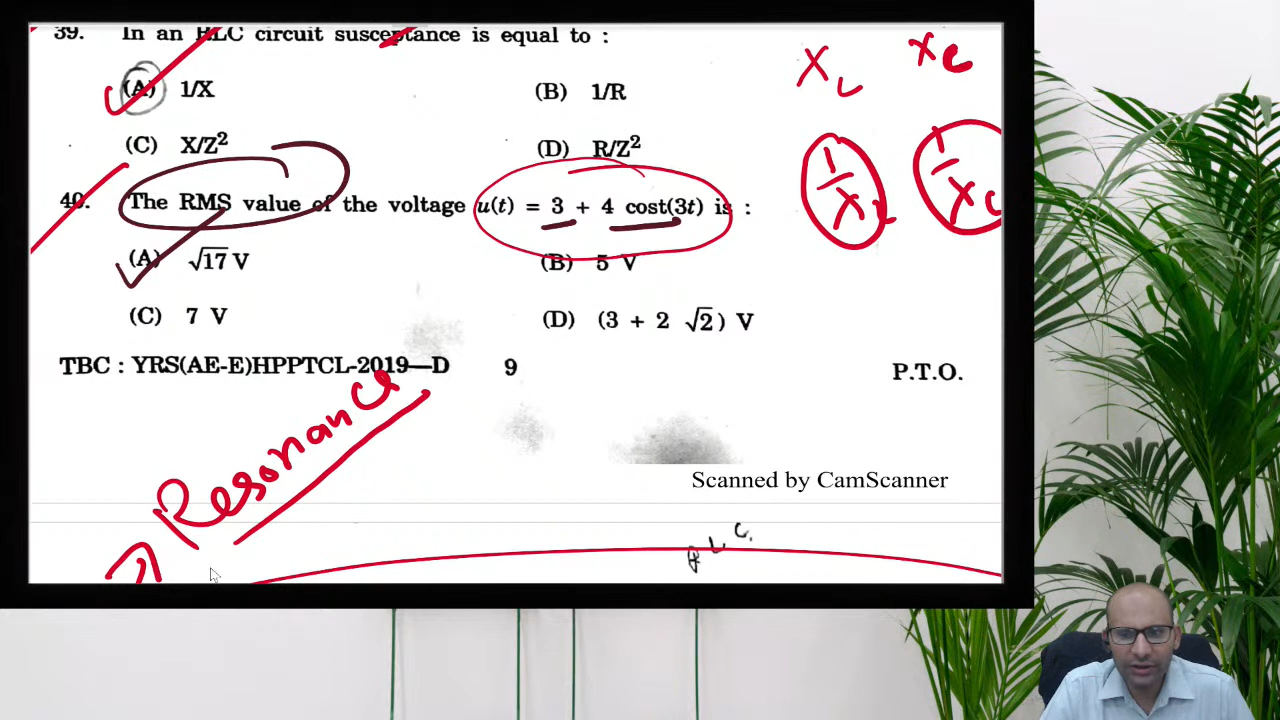 39. In an RLC circuit susceptance is equal to :
(A) 1/X
(B) 1/R
(C) X/Z²
(D) R/Z²
40. The RMS value of the voltage u(t) = 3 + 4 cost(3t) is :
(A) √17 V
(B) 5 V
(C) 7 V
(D) (3 + 2 √2) V
TBC : YRS(AE-E)HPPTCL-2019—D 9 P.T.O.
Scanned by CamScanner
X_L X_C
1/X_L 1/X_C
Resonance
RLC